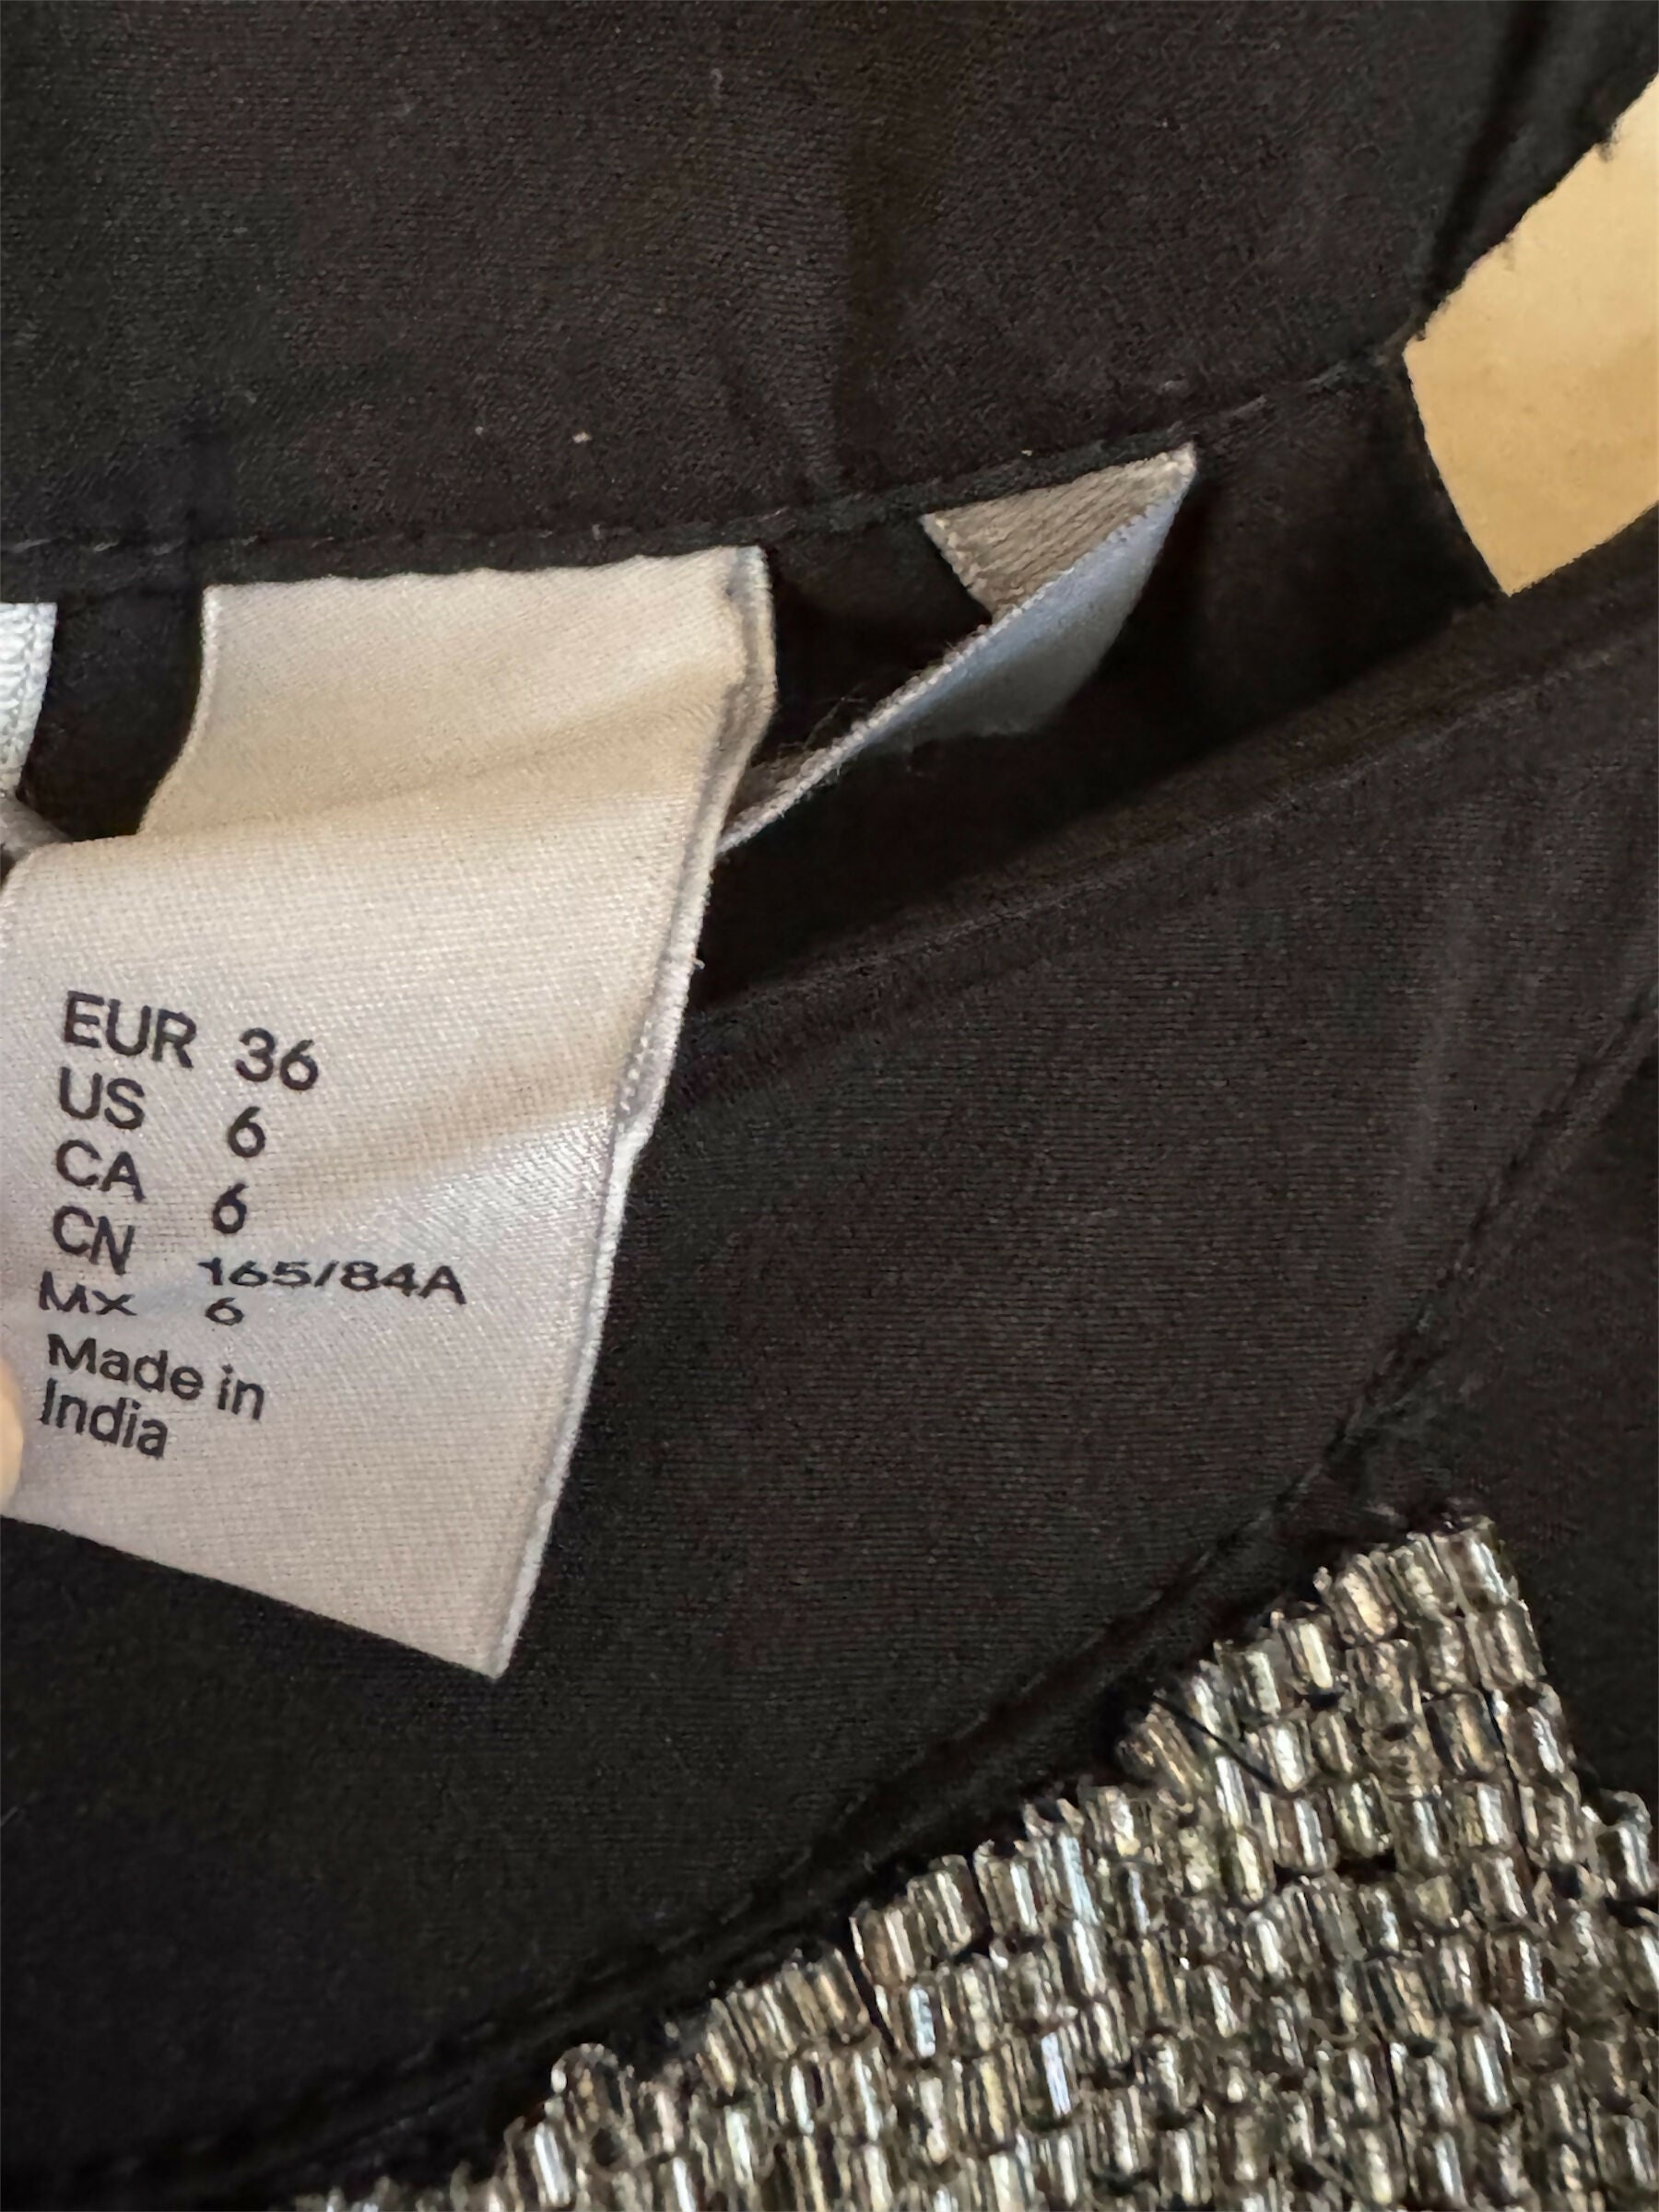 EUR 36
US 6
CA 6
CN 165/84A
MX 6
Made in
India